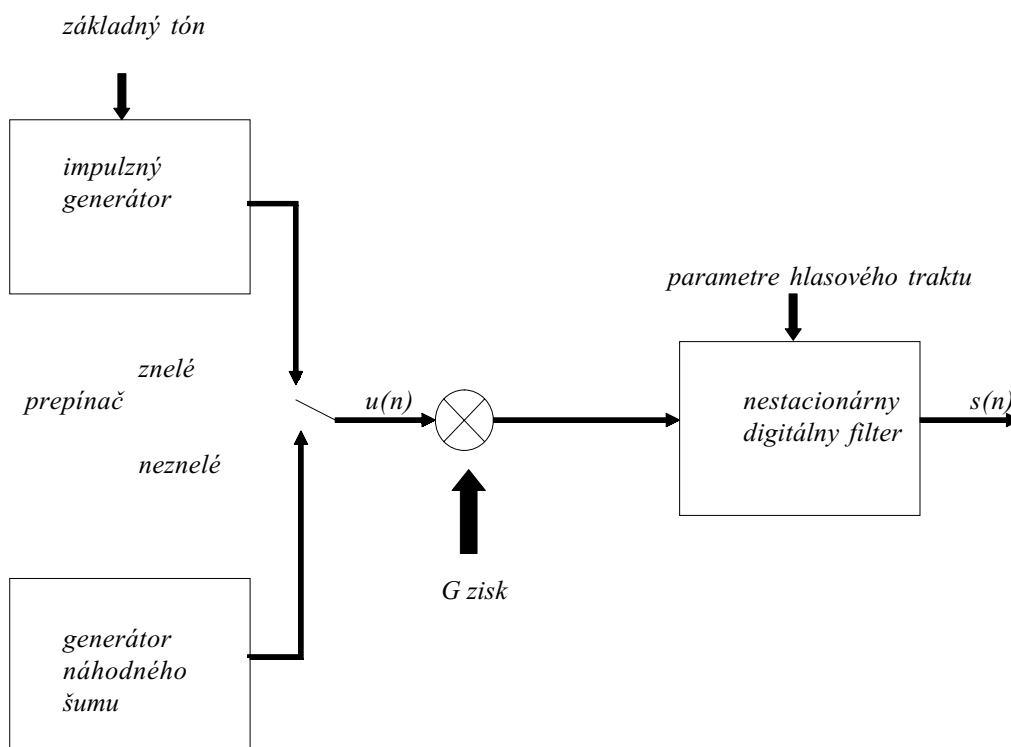 základný tón
impulzný
generátor
parametre hlasového traktu
znelé
prepínač
u(n)
nestacionárny
digitálny filter
s(n)
neznelé
G zisk
generátor
náhodného
šumu